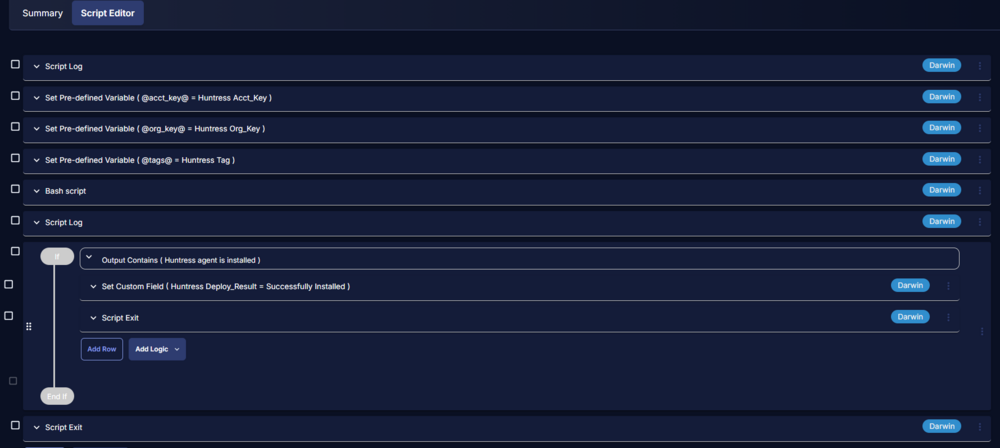 Summary Script Editor
Script Log Darwin
Set Pre-defined Variable ( @acct_key@ = Huntress Acct_Key ) Darwin
Set Pre-defined Variable ( @org_key@ = Huntress Org_Key ) Darwin
Set Pre-defined Variable ( @tags@ = Huntress Tag ) Darwin
Bash script Darwin
Script Log Darwin
If Output Contains ( Huntress agent is installed )
Set Custom Field ( Huntress Deploy_Result = Successfully Installed ) Darwin
Script Exit Darwin
Add Row Add Logic
End If
Script Exit Darwin